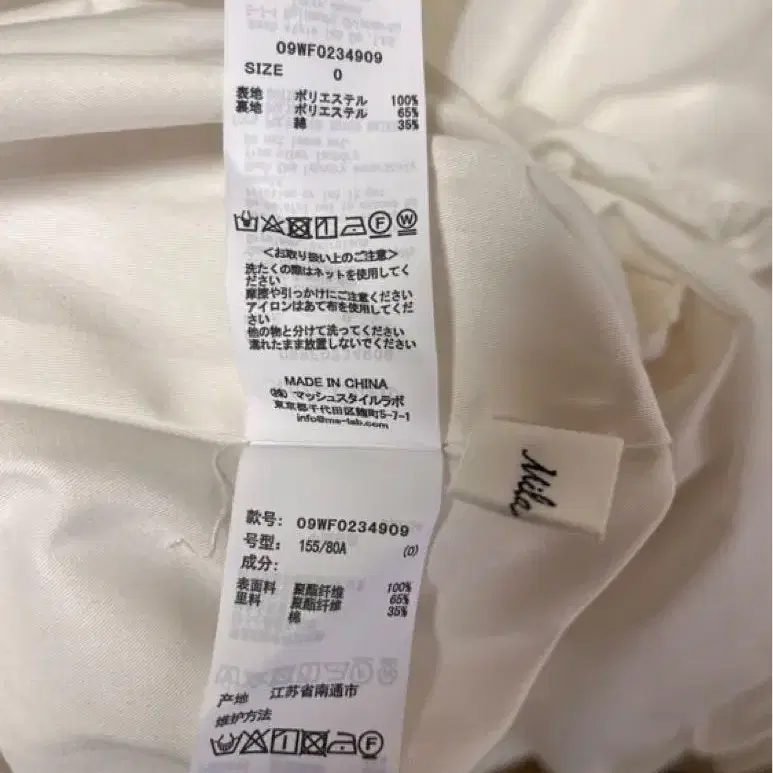 09WF0234909
SIZE 0
表地 ポリエステル 100%
裏地 ポリエステル 65%
綿 35%
<お取り扱い上のご注意>
洗たくの際はネットを使用してく
ださい
摩擦や引っかけにご注意ください
アイロンはあて布を使用してくだ
さい
他の物と分けて洗ってください
濡れたまま放置しないでください
MADE IN CHINA
(株) マッシュスタイルラボ
東京都千代田区麹町5-7-1
info@ms-lab.com
Mila
款号: 09WF0234909
号型: 155/80A (0)
成分:
表面料 聚酯纤维 100%
里料 聚酯纤维 65%
棉 35%
产地 江苏省南通市
维护方法